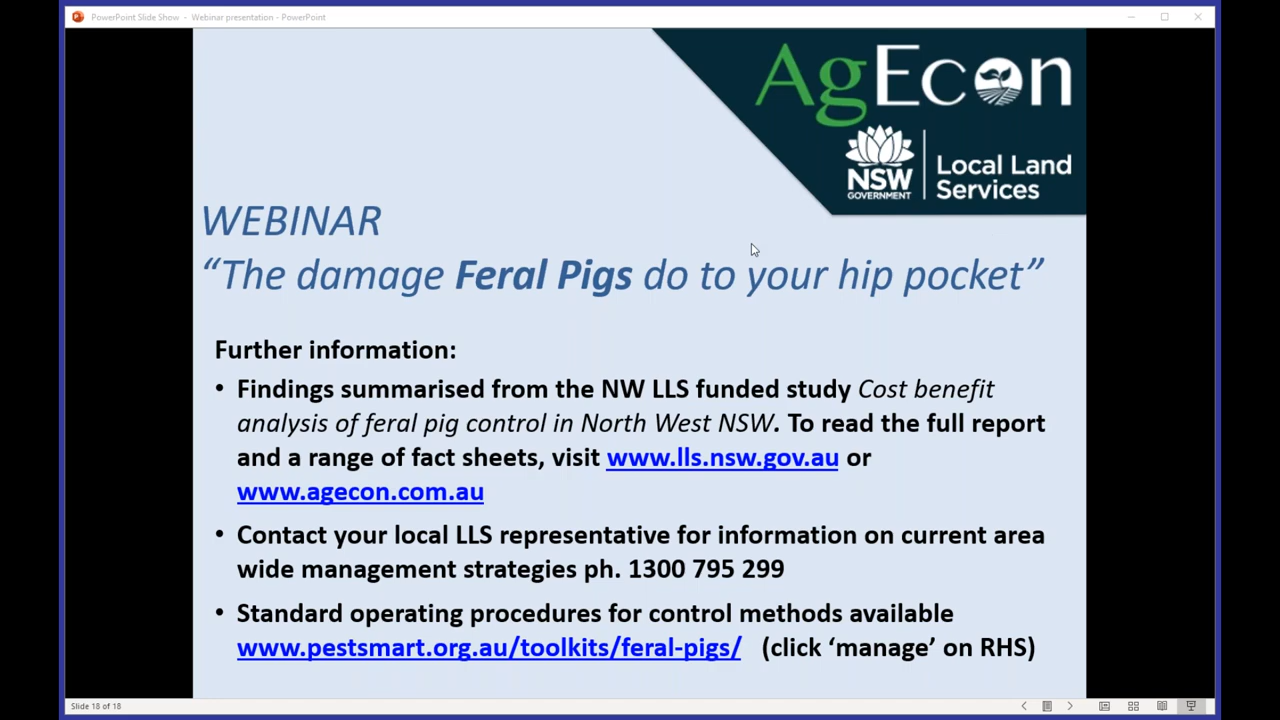 PowerPoint Slide Show - Webinar presentation - PowerPoint
AgEcon
NSW
GOVERNMENT
Local Land
Services
WEBINAR
“The damage Feral Pigs do to your hip pocket”
Further information:
• Findings summarised from the NW LLS funded study Cost benefit
analysis of feral pig control in North West NSW. To read the full report
and a range of fact sheets, visit www.lls.nsw.gov.au or
www.agecon.com.au
• Contact your local LLS representative for information on current area
wide management strategies ph. 1300 795 299
• Standard operating procedures for control methods available
www.pestsmart.org.au/toolkits/feral-pigs/ (click ‘manage’ on RHS)
Slide 18 of 18